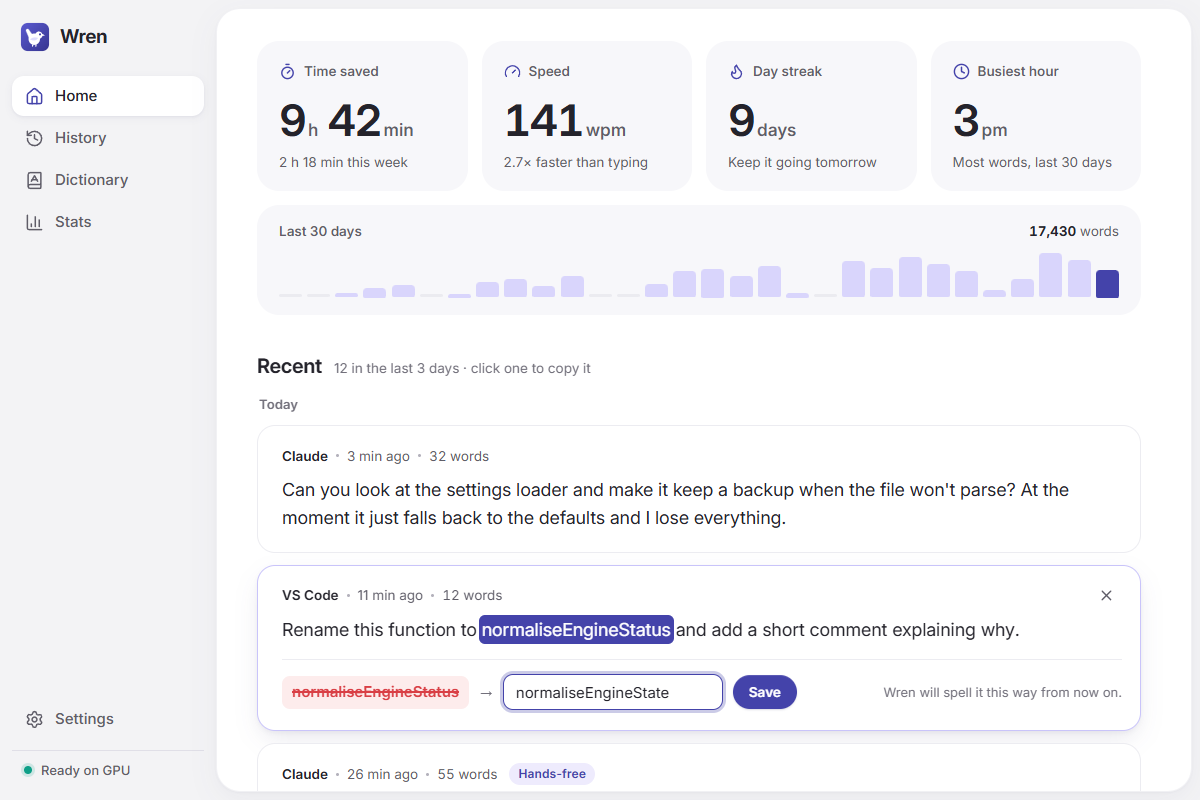 Wren
Home
History
Dictionary
Stats
Settings
Ready on GPU
Time saved
9h 42min
2 h 18 min this week
Speed
141wpm
2.7× faster than typing
Day streak
9days
Keep it going tomorrow
Busiest hour
3pm
Most words, last 30 days
Last 30 days
17,430 words
Recent 12 in the last 3 days · click one to copy it
Today
Claude · 3 min ago · 32 words
Can you look at the settings loader and make it keep a backup when the file won't parse? At the
moment it just falls back to the defaults and I lose everything.
VS Code · 11 min ago · 12 words
Rename this function to normaliseEngineStatus and add a short comment explaining why.
normaliseEngineStatus → normaliseEngineState Save Wren will spell it this way from now on.
Claude · 26 min ago · 55 words Hands-free